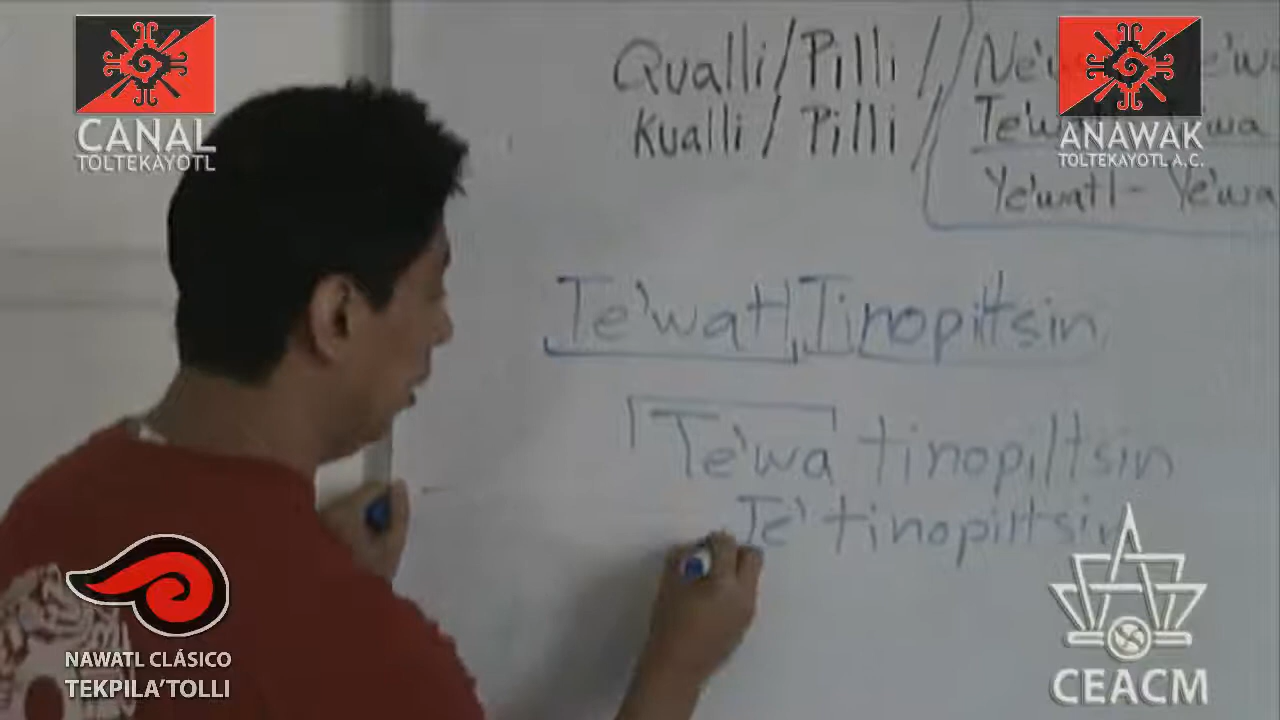 CANAL
TOLTEKAYOTL
ANAWAK
TOLTEKAYOTL A.C.
Qualli / Pilli /
Kualli / Pilli /
Ye'watl - Ye'wa
Te'watl Tinopiltsin
Te'wa tinopiltsin
Te' tinopiltsin
NAWATL CLÁSICO
TEKPILA'TOLLI
CEACM